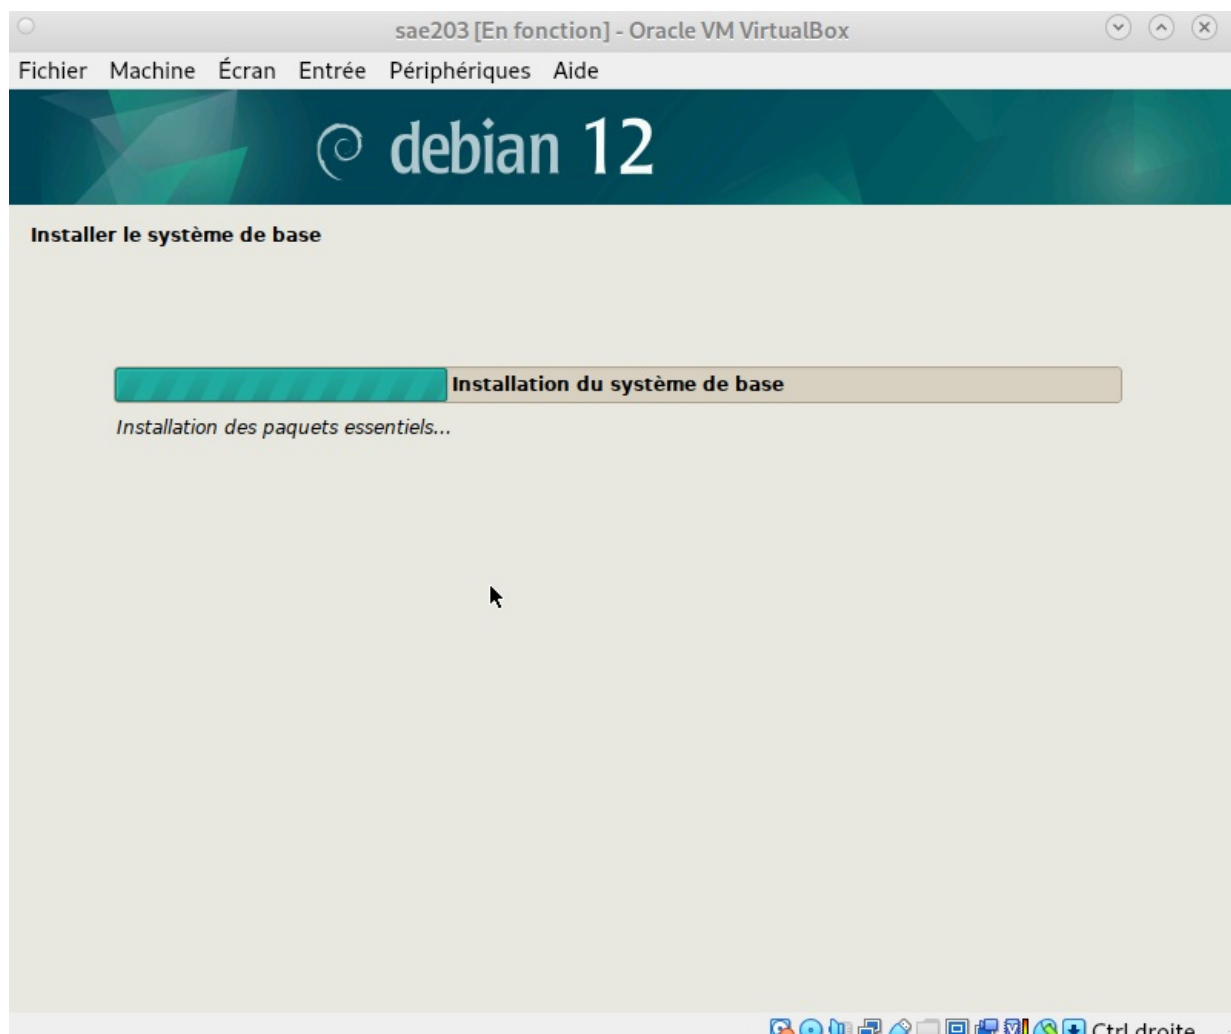 sae203 [En fonction] - Oracle VM VirtualBox
Fichier Machine Écran Entrée Périphériques Aide
debian 12
Installer le système de base
Installation du système de base
Installation des paquets essentiels...
Ctrl droite